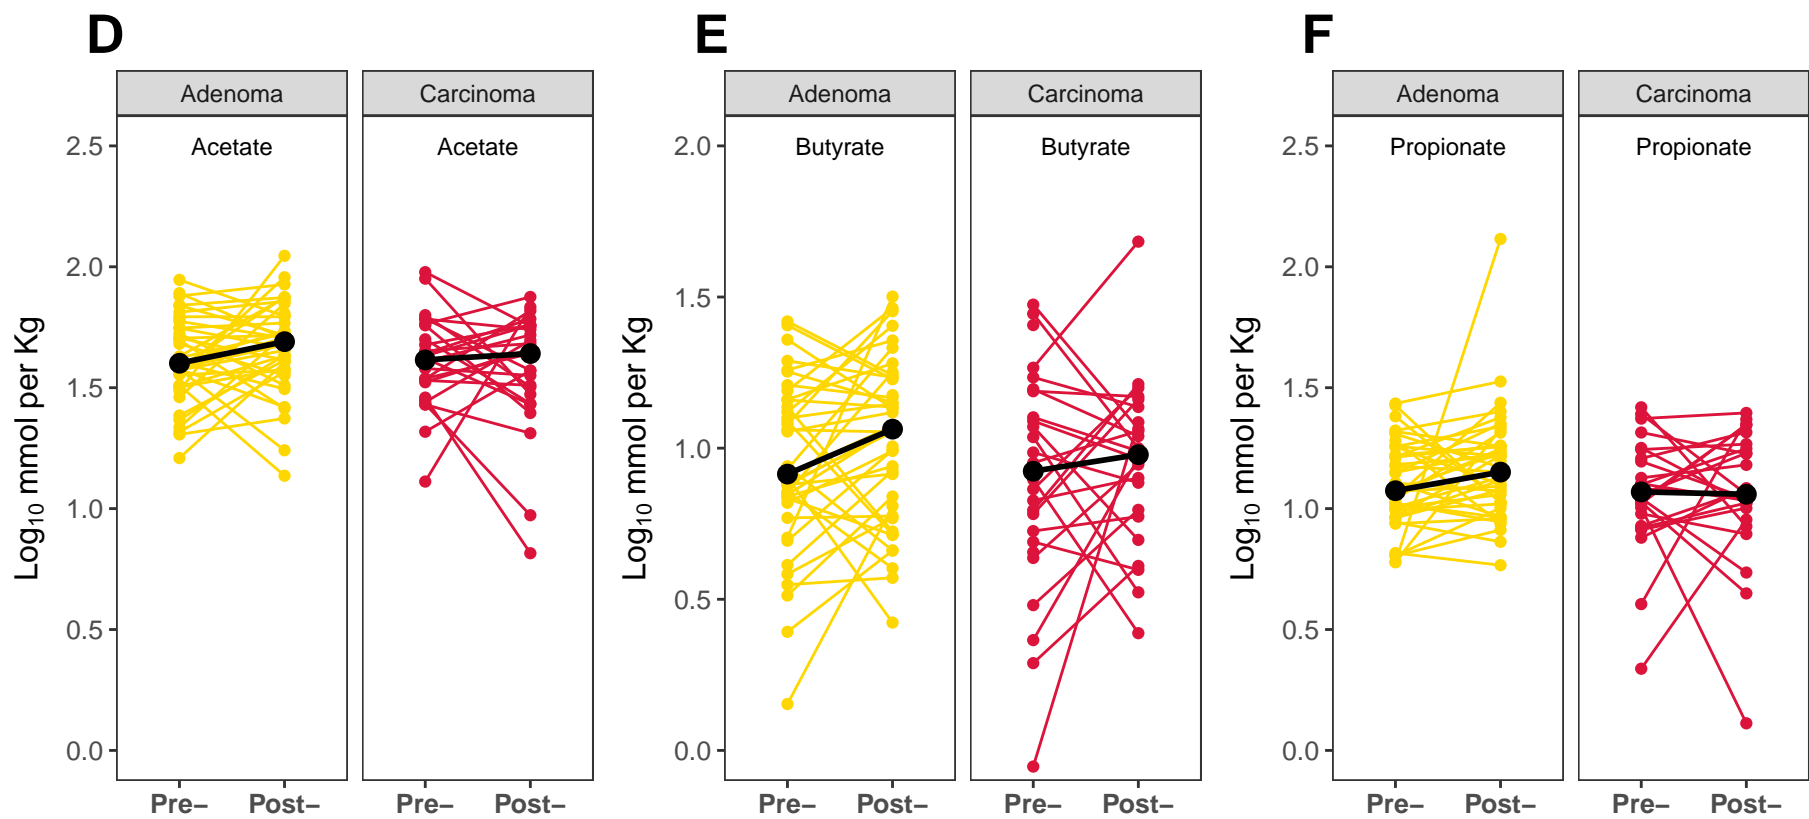 D
E
F
Adenoma
Carcinoma
Adenoma
Carcinoma
Adenoma
Carcinoma
Acetate
Acetate
Butyrate
Butyrate
Propionate
Propionate
2.5
2.0
1.5
1.0
0.5
0.0
Log10 mmol per Kg
2.0
1.5
1.0
0.5
0.0
Log10 mmol per Kg
2.5
2.0
1.5
1.0
0.5
0.0
Log10 mmol per Kg
Pre−
Post−
Pre−
Post−
Pre−
Post−
Pre−
Post−
Pre−
Post−
Pre−
Post−